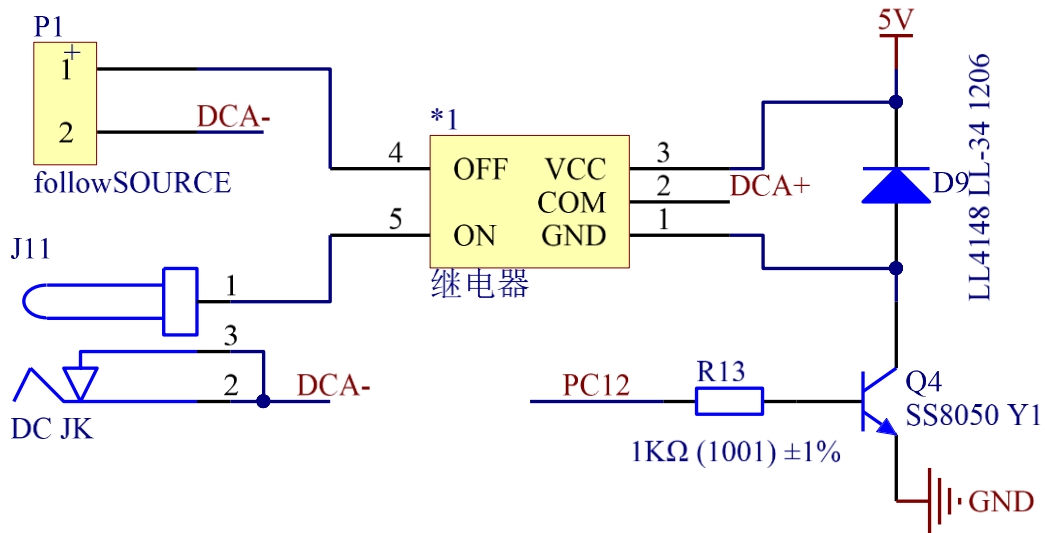 P1
+
1
2
DCA-
followSOURCE
5V
*1
4
OFF
VCC
3
COM
2
DCA+
5
ON
GND
1
继电器
D9
LL4148 LL-34 1206
J11
1
3
2
DCA-
DC JK
PC12
R13
1KΩ (1001) ±1%
Q4
SS8050 Y1
GND